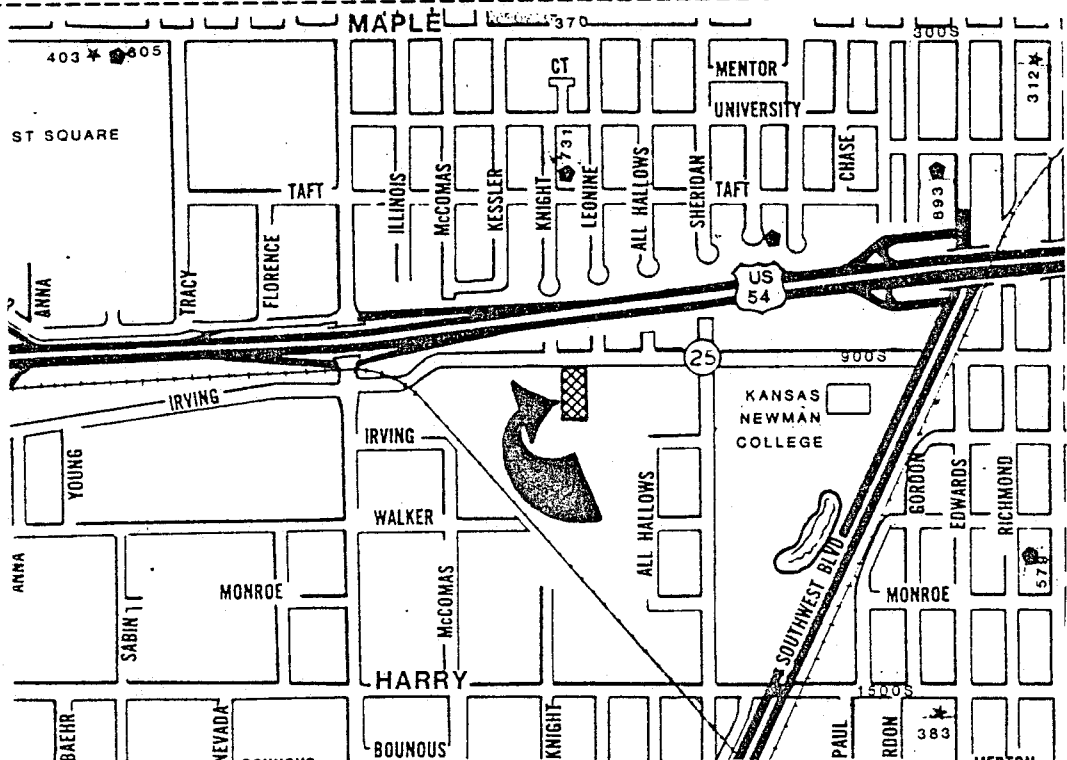 MAPLE
370
300S
403
605
CT
MENTOR
312
UNIVERSITY
ST SQUARE
731
CHASE
TAFT
ILLINOIS
McCOMAS
KESSLER
KNIGHT
LEONINE
ALL HALLOWS
SHERIDAN
TAFT
893
ANNA
TRACY
FLORENCE
US
54
25
900S
IRVING
KANSAS
NEWMAN
COLLEGE
IRVING
YOUNG
WALKER
ALL HALLOWS
GORDON
EDWARDS
RICHMOND
ANNA
MONROE
McCOMAS
SOUTHWEST BLVD
MONROE
579
SABIN
HARRY
1500S
BAEHR
NEVADA
BOUNOUS
KNIGHT
PAUL
RDON
383